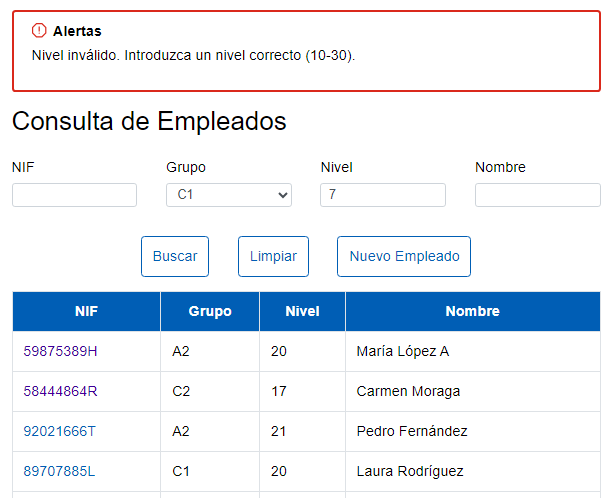 Alertas
Nivel inválido. Introduzca un nivel correcto (10-30).
Consulta de Empleados
NIF Grupo Nivel Nombre
C1 7
Buscar Limpiar Nuevo Empleado
NIF Grupo Nivel Nombre
59875389H A2 20 María López A
58444864R C2 17 Carmen Moraga
92021666T A2 21 Pedro Fernández
89707885L C1 20 Laura Rodríguez